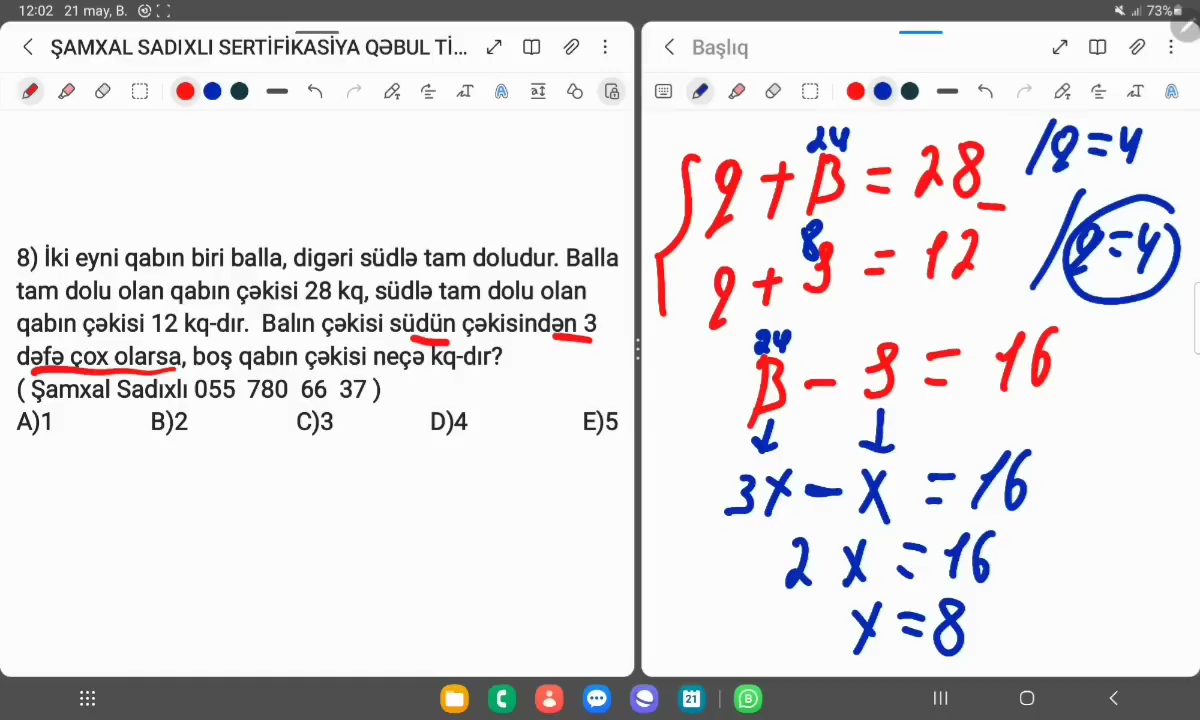 12:02 21 may, B. 73%
ŞAMXAL SADIXLI SERTİFİKASİYA QƏBUL Tİ...
Başlıq
8) İki eyni qabın biri balla, digəri südlə tam doludur. Balla
tam dolu olan qabın çəkisi 28 kq, südlə tam dolu olan
qabın çəkisi 12 kq-dır. Balın çəkisi südün çəkisindən 3
dəfə çox olarsa, boş qabın çəkisi neçə kq-dır?
( Şamxal Sadıxlı 055 780 66 37 )
A)1 B)2 C)3 D)4 E)5
24
q + B = 28 / q = 4
8
q + S = 12 / q = 4
24
B - S = 16
3x - x = 16
2x = 16
x = 8
21